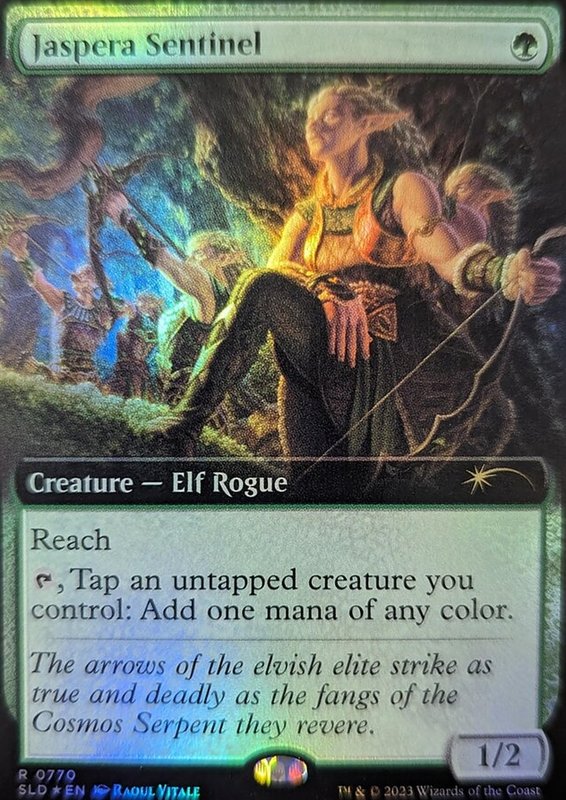 Jaspera Sentinel
Creature — Elf Rogue
Reach
, Tap an untapped creature you
control: Add one mana of any color.
The arrows of the elvish elite strike as
true and deadly as the fangs of the
Cosmos Serpent they revere.
1/2
R 0770
SLD ★ EN Raoul Vitale
™ & © 2023 Wizards of the Coast